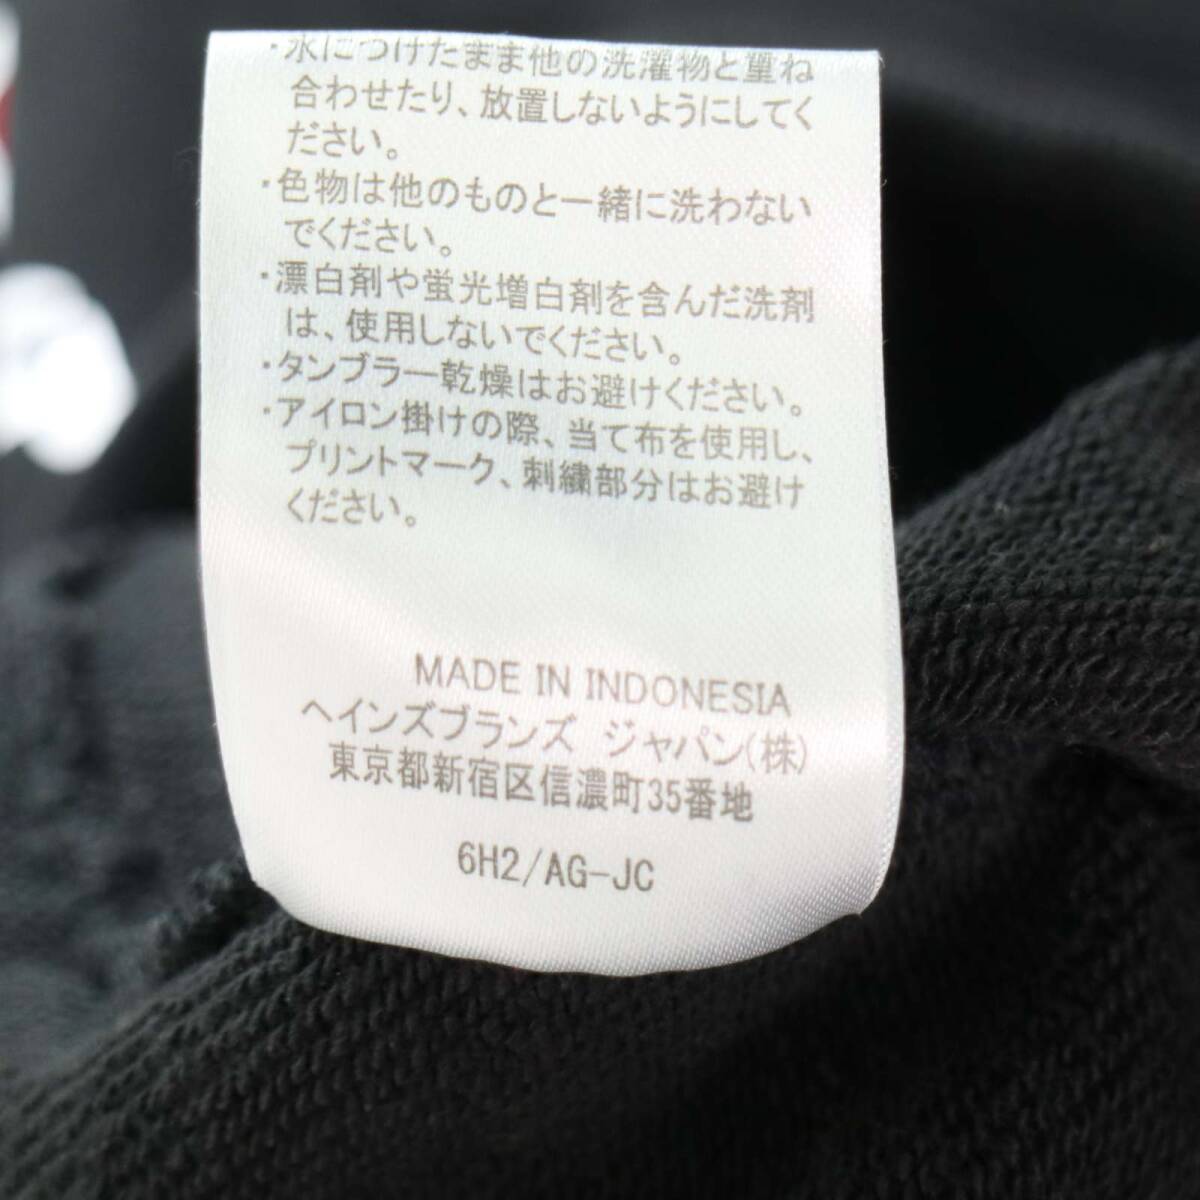 ・水につけたまま他の洗濯物と重ね
合わせたり、放置しないようにしてく
ださい。
・色物は他のものと一緒に洗わない
でください。
・漂白剤や蛍光増白剤を含んだ洗剤
は、使用しないでください。
・タンブラー乾燥はお避けください。
・アイロン掛けの際、当て布を使用し、
プリントマーク、刺繍部分はお避け
ください。
MADE IN INDONESIA
ヘインズブランズ ジャパン(株)
東京都新宿区信濃町35番地
6H2/AG-JC